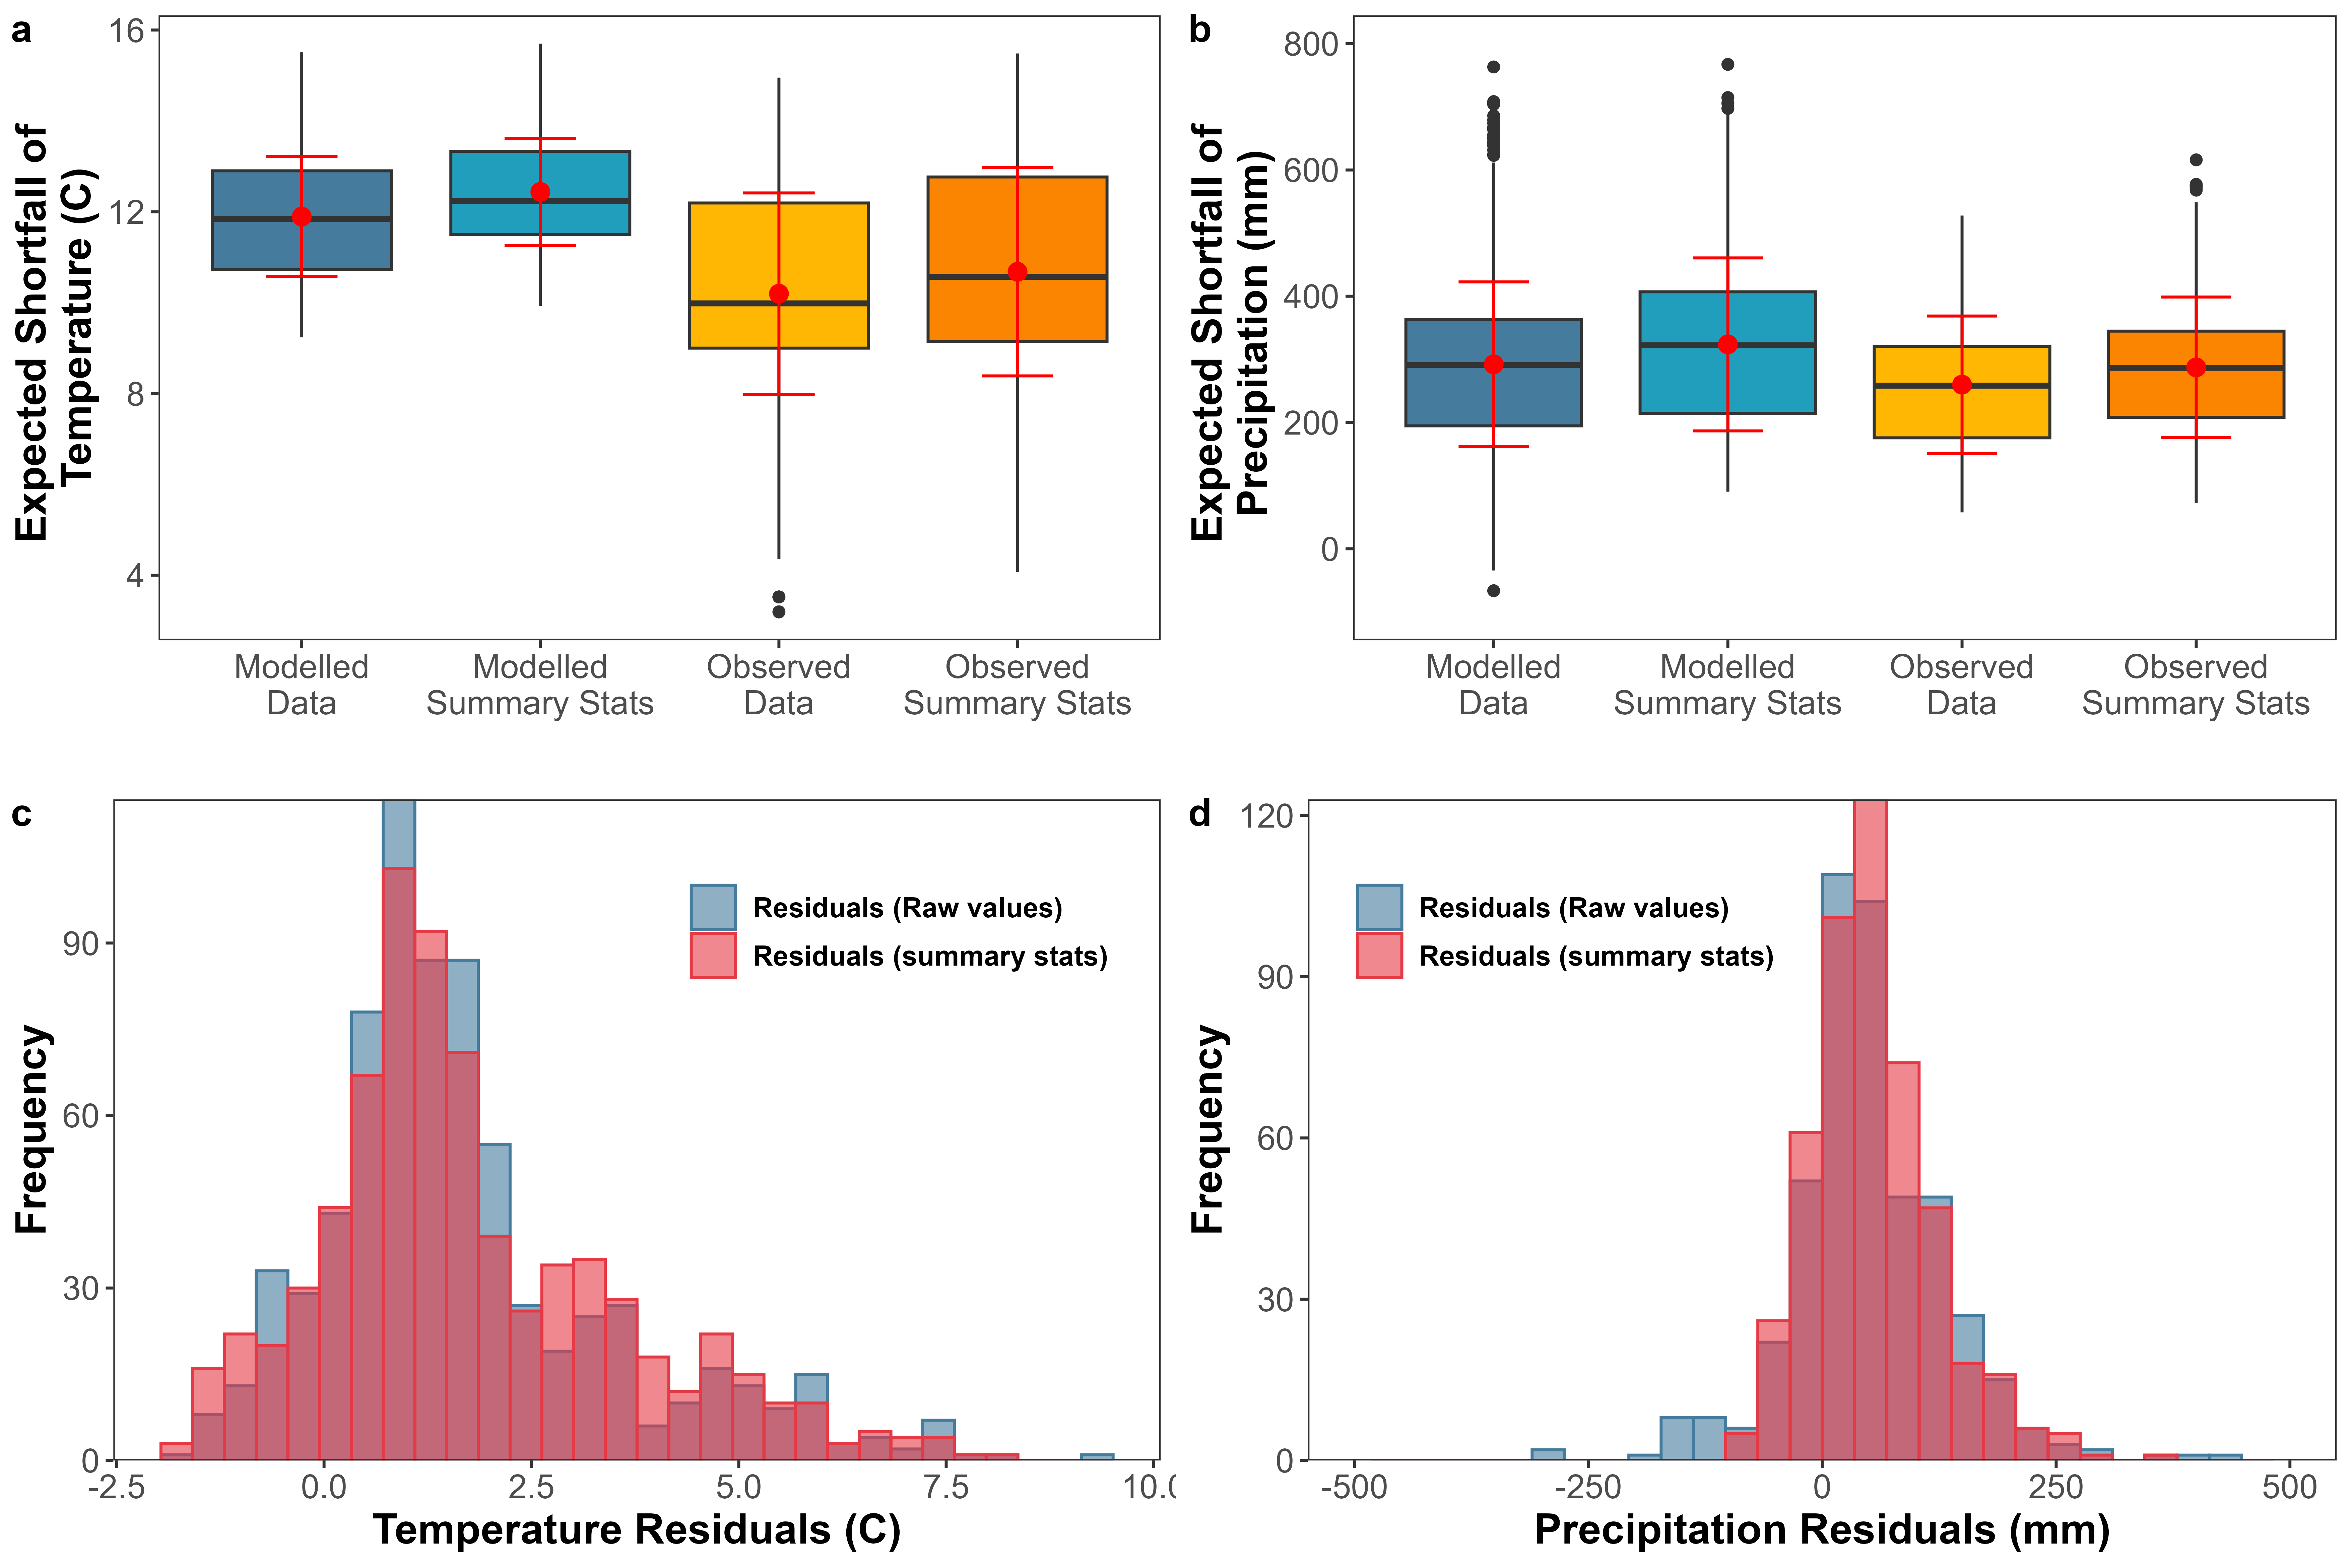 a
Expected Shortfall of
Temperature (C)
16
12
8
4
Modelled
Data
Modelled
Summary Stats
Observed
Data
Observed
Summary Stats
b
Expected Shortfall of
Precipitation (mm)
800
600
400
200
0
Modelled
Data
Modelled
Summary Stats
Observed
Data
Observed
Summary Stats
c
Frequency
90
60
30
0
Residuals (Raw values)
Residuals (summary stats)
-2.5 0.0 2.5 5.0 7.5 10.0
Temperature Residuals (C)
d
Frequency
120
90
60
30
0
Residuals (Raw values)
Residuals (summary stats)
-500 -250 0 250 500
Precipitation Residuals (mm)